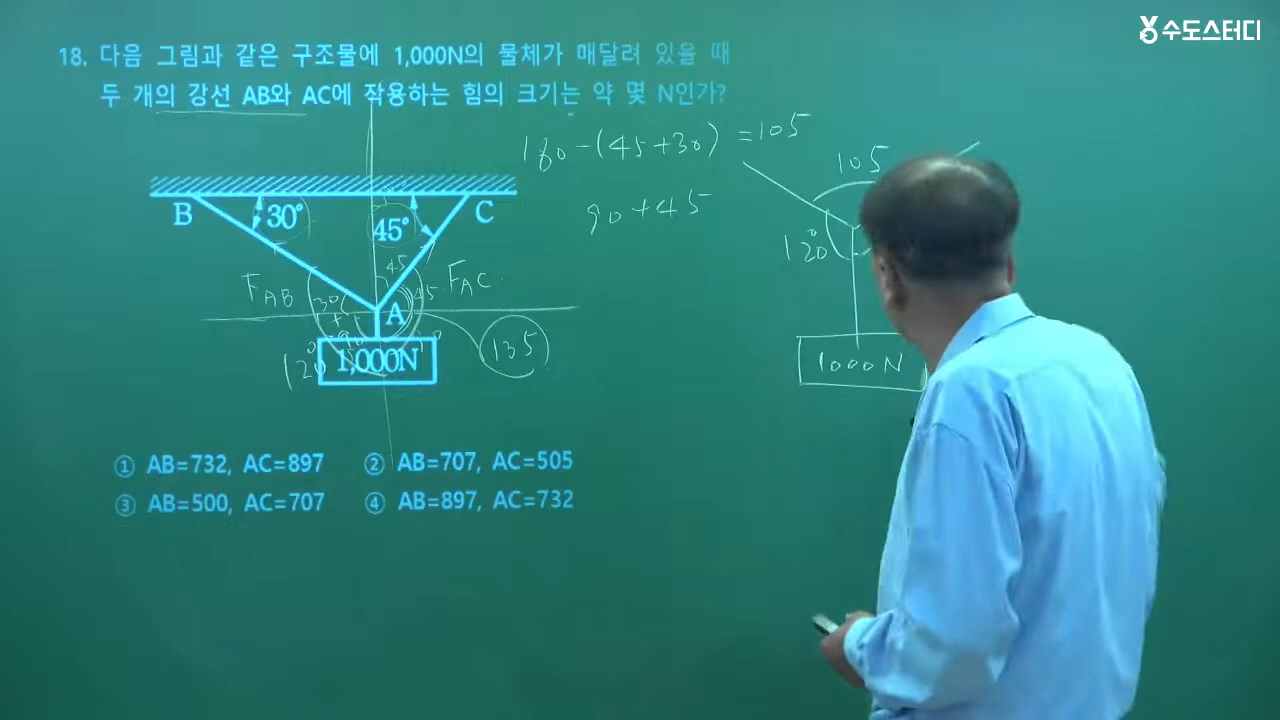 수도스터디
18. 다음 그림과 같은 구조물에 1,000N의 물체가 매달려 있을 때
두 개의 강선 AB와 AC에 작용하는 힘의 크기는 약 몇 N인가?
180-(45+30)=105
90+45
105
120°
1000N
B
30°
45°
C
45
F_AB
30
+
90
45
F_AC
A
90
135
120°
1,000N
① AB=732, AC=897
② AB=707, AC=505
③ AB=500, AC=707
④ AB=897, AC=732